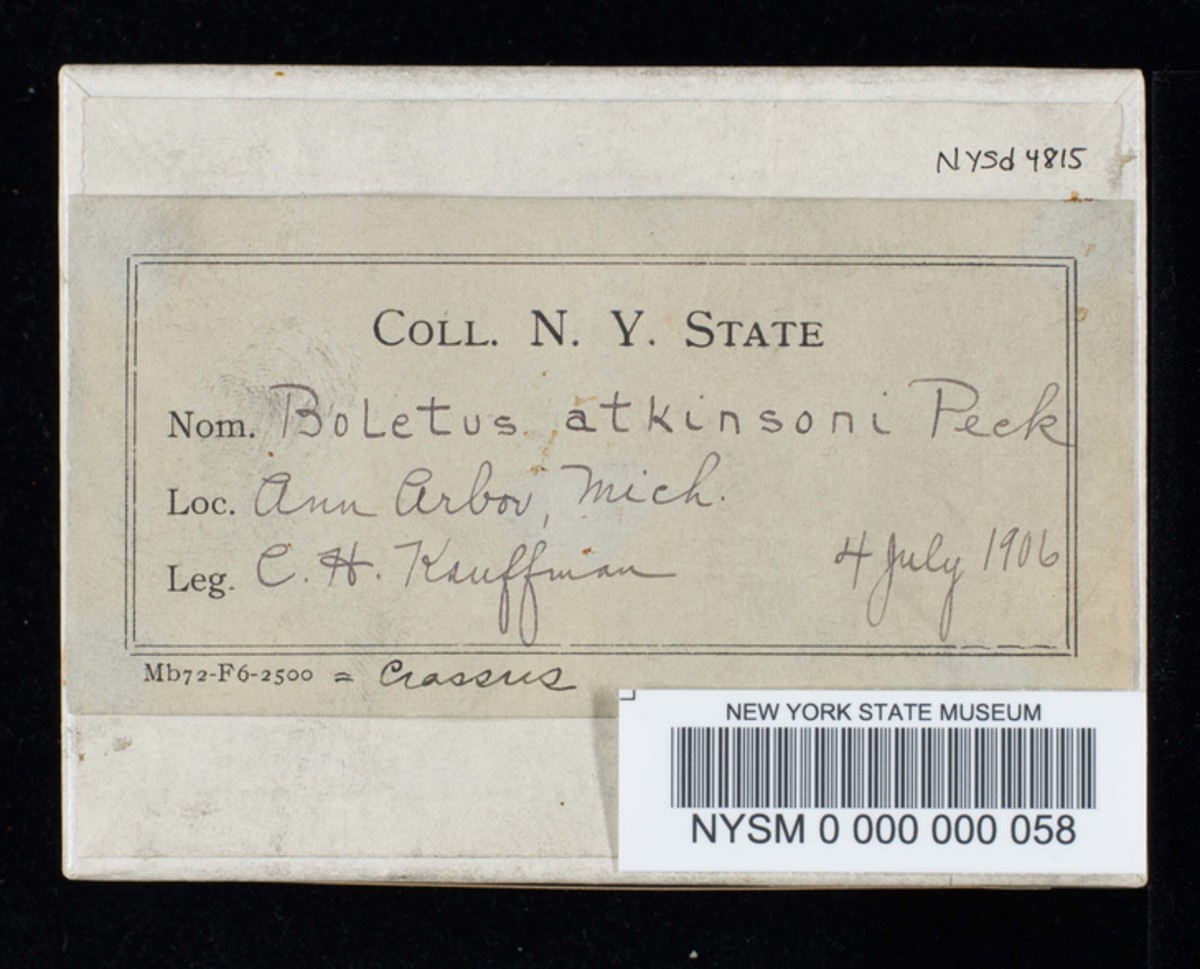 NYSd 4815
COLL. N. Y. STATE
Nom. Boletus atkinsoni Peck
Loc. Ann Arbor, Mich.
Leg. C. H. Kauffman 4 July 1906
Mb72-F6-2500 = Crassus
NEW YORK STATE MUSEUM
NYSM 0 000 000 058